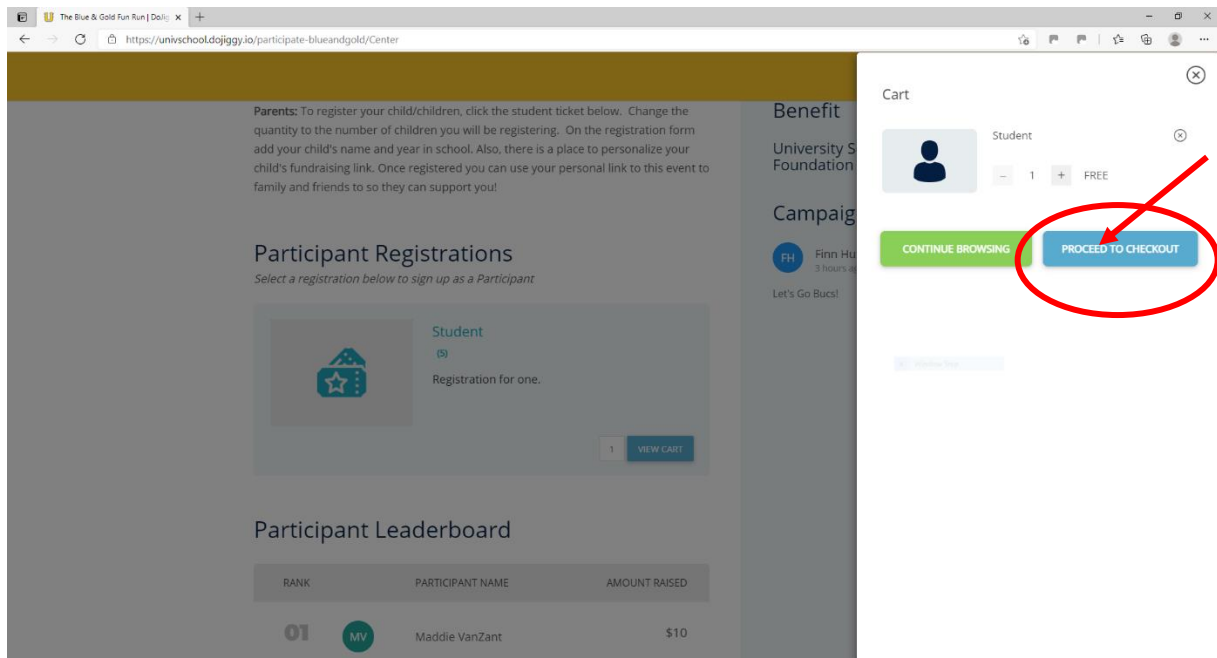 The Blue & Gold Fun Run | DoJig
https://univschool.dojiggy.io/participate-blueandgold/Center
Parents: To register your child/children, click the student ticket below. Change the
quantity to the number of children you will be registering. On the registration form
add your child's name and year in school. Also, there is a place to personalize your
child's fundraising link. Once registered you can use your personal link to this event to
family and friends to so they can support you!
Participant Registrations
Select a registration below to sign up as a Participant
Student
(5)
Registration for one.
1 VIEW CART
Participant Leaderboard
RANK PARTICIPANT NAME AMOUNT RAISED
01 MV Maddie VanZant $10
Benefit
University S
Foundation
Campaig
FH Finn Hu
3 hours ag
Let's Go Bucs!
Cart
Student
− 1 + FREE
CONTINUE BROWSING PROCEED TO CHECKOUT